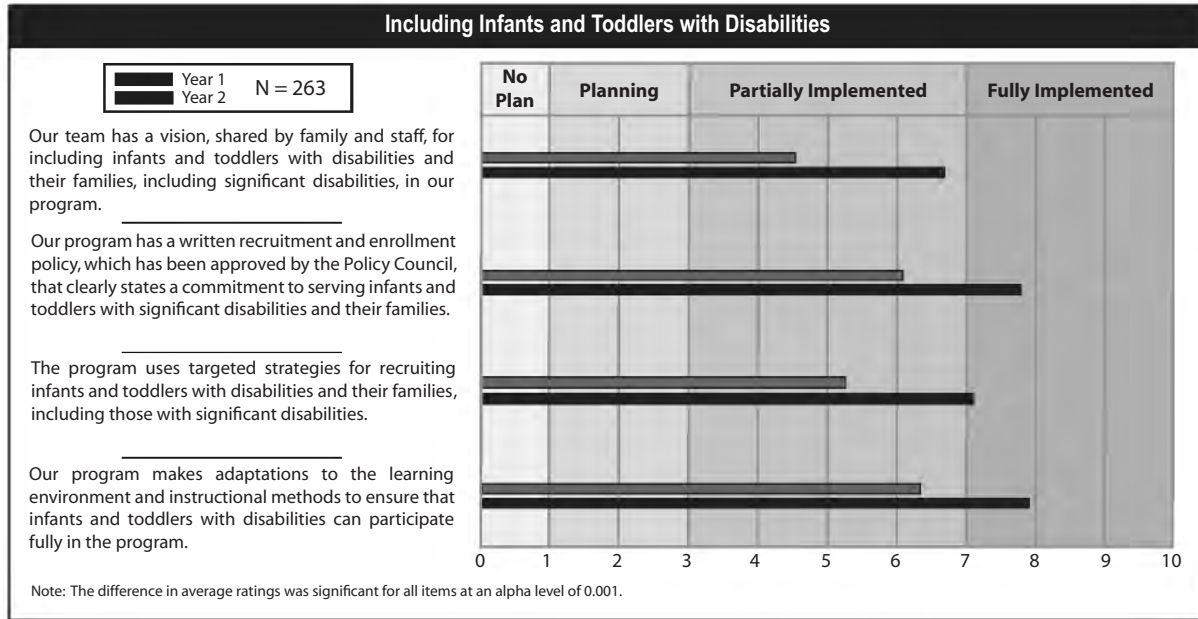 Including Infants and Toddlers with Disabilities
Year 1
Year 2
N = 263
No
Plan
Planning
Partially Implemented
Fully Implemented
Our team has a vision, shared by family and staff, for
including infants and toddlers with disabilities and
their families, including significant disabilities, in our
program.
Our program has a written recruitment and enrollment
policy, which has been approved by the Policy Council,
that clearly states a commitment to serving infants and
toddlers with significant disabilities and their families.
The program uses targeted strategies for recruiting
infants and toddlers with disabilities and their families,
including those with significant disabilities.
Our program makes adaptations to the learning
environment and instructional methods to ensure that
infants and toddlers with disabilities can participate
fully in the program.
0 1 2 3 4 5 6 7 8 9 10
Note: The difference in average ratings was significant for all items at an alpha level of 0.001.